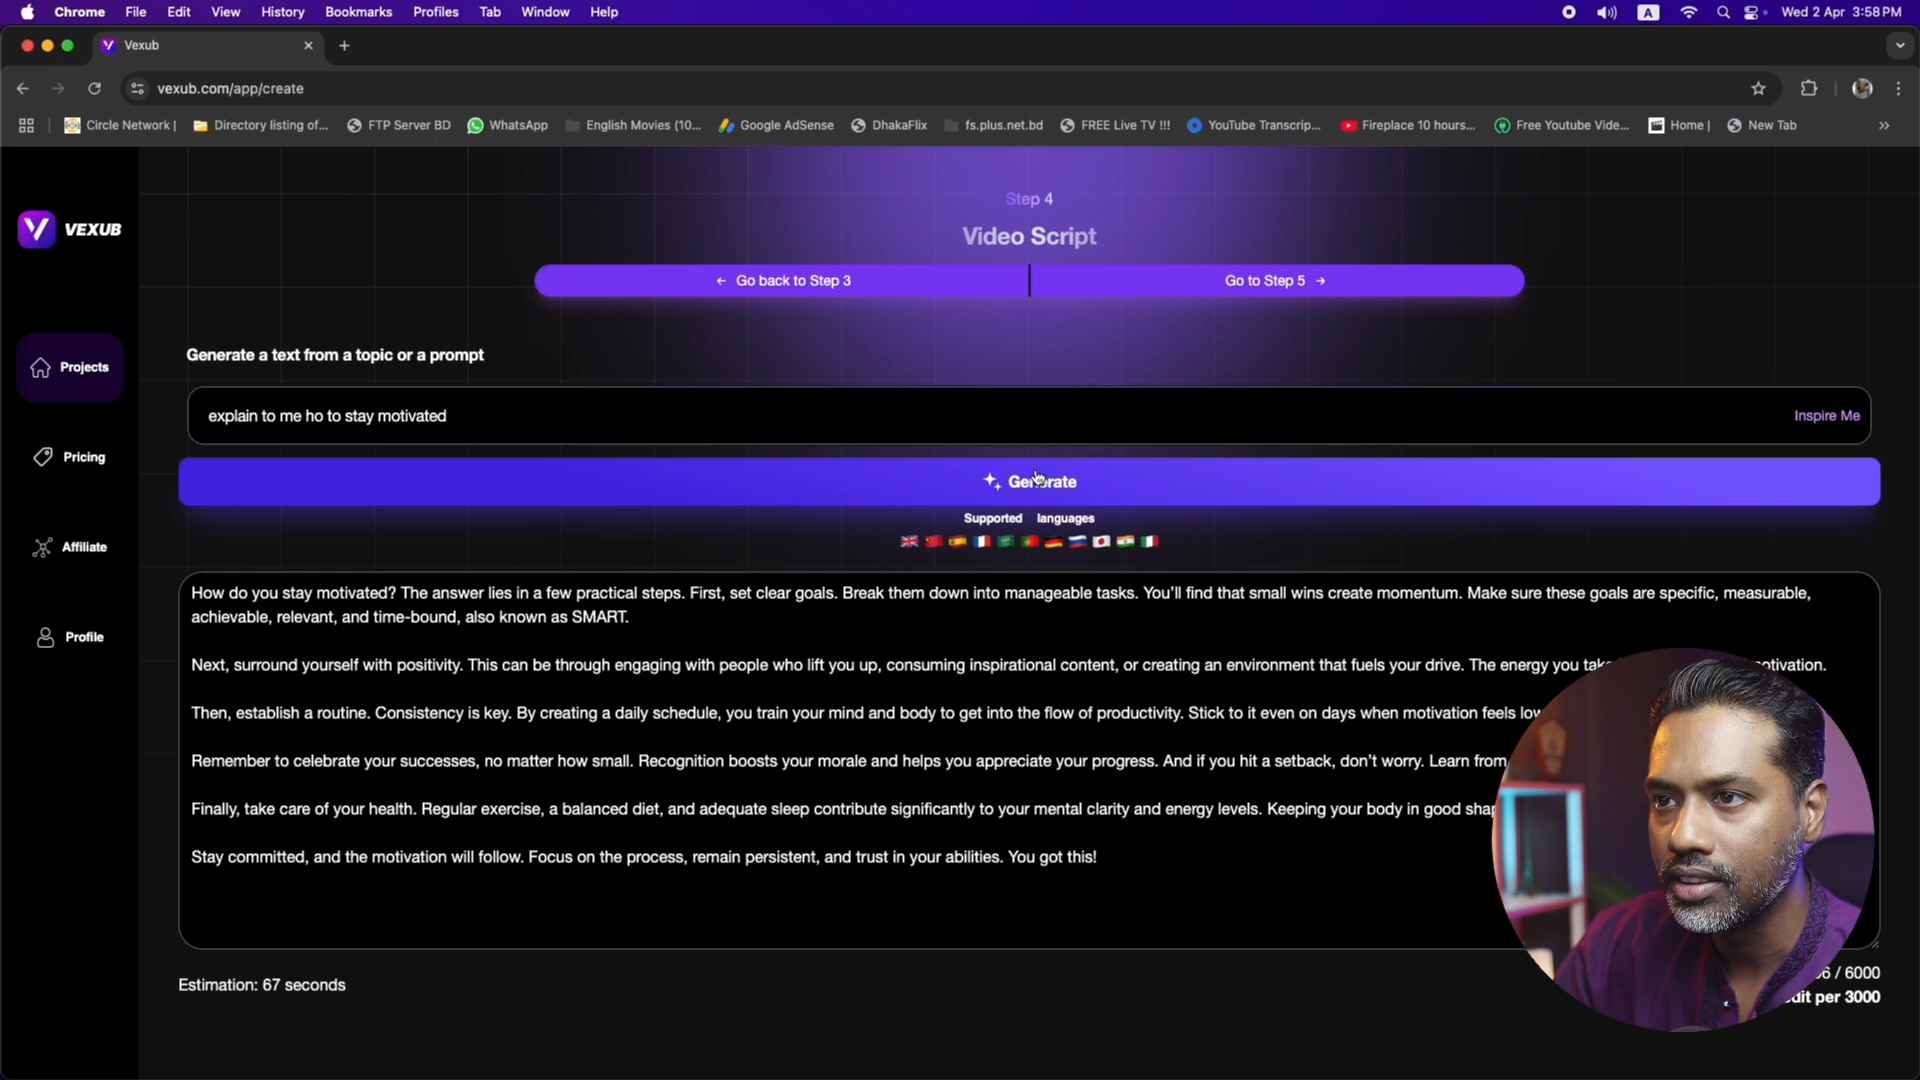 Chrome File Edit View History Bookmarks Profiles Tab Window Help
A Wed 2 Apr 3:58 PM
Vexub
vexub.com/app/create
Circle Network | Directory listing of... FTP Server BD WhatsApp English Movies (10... Google AdSense DhakaFlix fs.plus.net.bd FREE Live TV !!! YouTube Transcrip... Fireplace 10 hours... Free Youtube Vide... Home | New Tab
VEXUB
Projects
Pricing
Affiliate
Profile
Step 4
Video Script
← Go back to Step 3
Go to Step 5 →
Generate a text from a topic or a prompt
explain to me ho to stay motivated
Inspire Me
Generate
Supported languages
How do you stay motivated? The answer lies in a few practical steps. First, set clear goals. Break them down into manageable tasks. You'll find that small wins create momentum. Make sure these goals are specific, measurable,
achievable, relevant, and time-bound, also known as SMART.
Next, surround yourself with positivity. This can be through engaging with people who lift you up, consuming inspirational content, or creating an environment that fuels your drive. The energy you
Then, establish a routine. Consistency is key. By creating a daily schedule, you train your mind and body to get into the flow of productivity. Stick to it even on days when motivation feels
Remember to celebrate your successes, no matter how small. Recognition boosts your morale and helps you appreciate your progress. And if you hit a setback, don't worry. Learn from
Finally, take care of your health. Regular exercise, a balanced diet, and adequate sleep contribute significantly to your mental clarity and energy levels. Keeping your body in good
Stay committed, and the motivation will follow. Focus on the process, remain persistent, and trust in your abilities. You got this!
Estimation: 67 seconds
/ 6000
per 3000